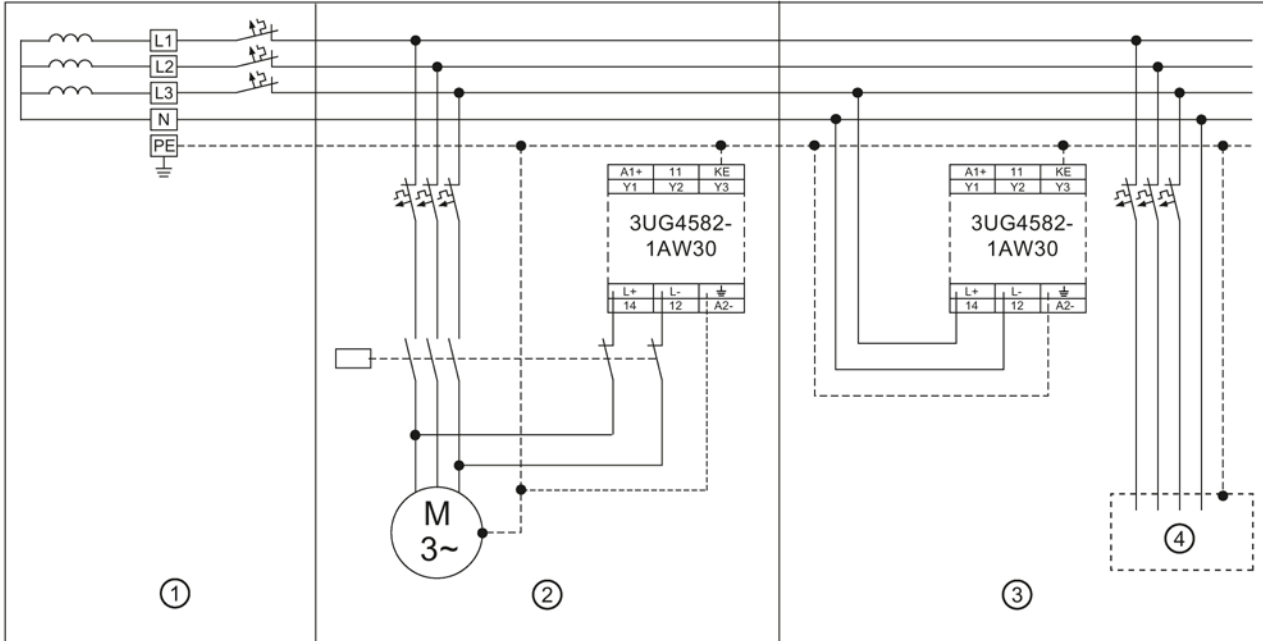 L1
L2
L3
N
PE
A1+ 11 KE
Y1 Y2 Y3
3UG4582-
1AW30
L+ L-
14 12 A2-
A1+ 11 KE
Y1 Y2 Y3
3UG4582-
1AW30
L+ L-
14 12 A2-
M
3~
4
1
2
3